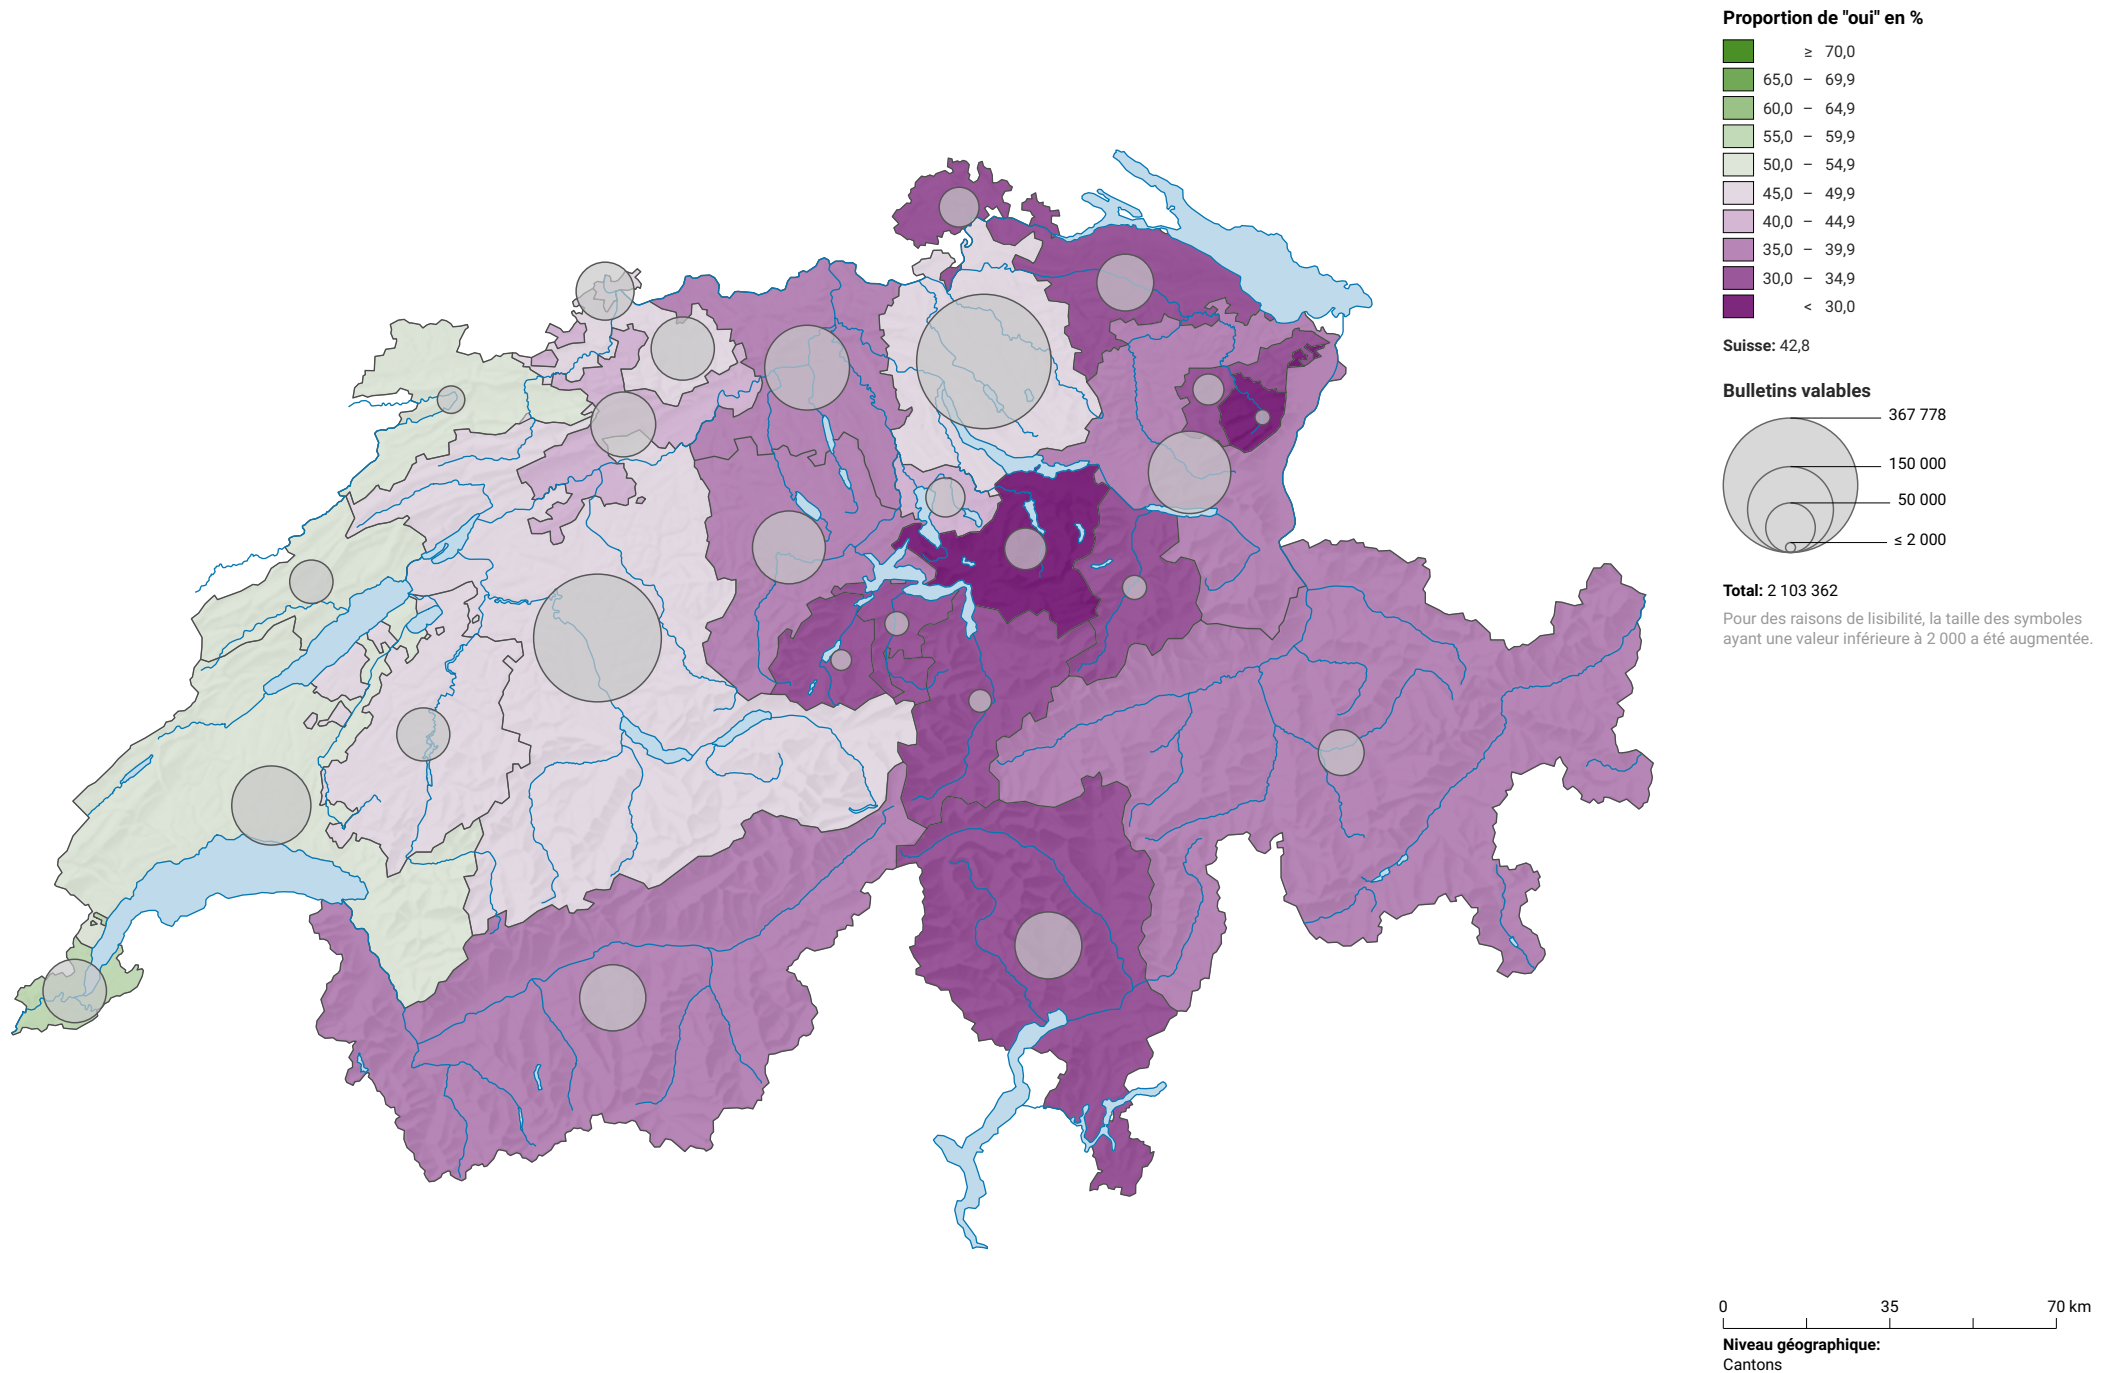 Proportion de "oui" en %
≥ 70,0
65,0 – 69,9
60,0 – 64,9
55,0 – 59,9
50,0 – 54,9
45,0 – 49,9
40,0 – 44,9
35,0 – 39,9
30,0 – 34,9
< 30,0
Suisse: 42,8
Bulletins valables
367 778
150 000
50 000
≤ 2 000
Total: 2 103 362
Pour des raisons de lisibilité, la taille des symboles
ayant une valeur inférieure à 2 000 a été augmentée.
0 35 70 km
Niveau géographique:
Cantons